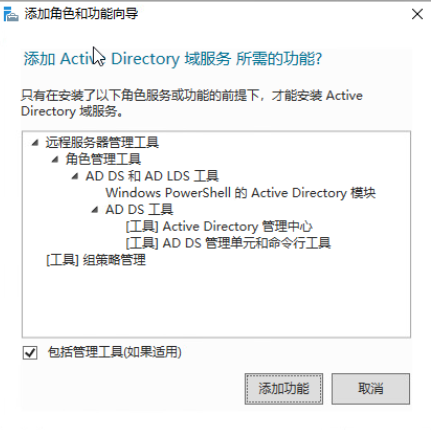 添加角色和功能向导
添加 Active Directory 域服务 所需的功能?
只有在安装了以下角色服务或功能的前提下，才能安装 Active
Directory 域服务。
远程服务器管理工具
角色管理工具
AD DS 和 AD LDS 工具
Windows PowerShell 的 Active Directory 模块
AD DS 工具
[工具] Active Directory 管理中心
[工具] AD DS 管理单元和命令行工具
[工具] 组策略管理
包括管理工具(如果适用)
添加功能
取消